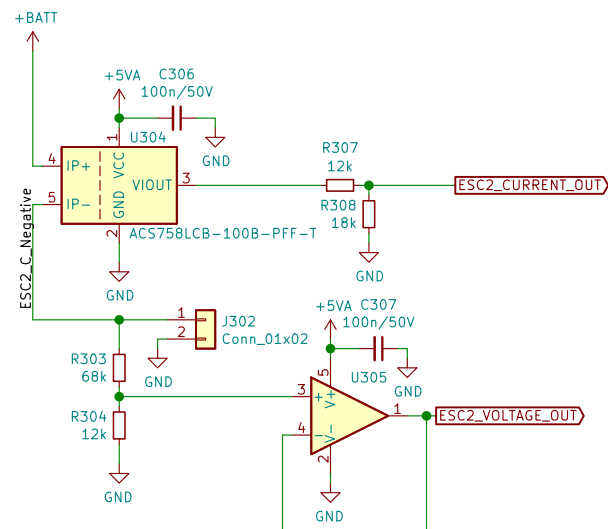 +BATT
+5VA
C306
100n/50V
GND
U304
1
4
IP+
VCC
VIOUT
3
5
IP-
GND
2
ACS758LCB-100B-PFF-T
GND
R307
12k
R308
18k
GND
ESC2_CURRENT_OUT
ESC2_C_Negative
1
2
J302
Conn_01x02
GND
R303
68k
R304
12k
GND
+5VA
C307
100n/50V
GND
U305
5
3
+
V+
1
4
-
V-
2
GND
ESC2_VOLTAGE_OUT